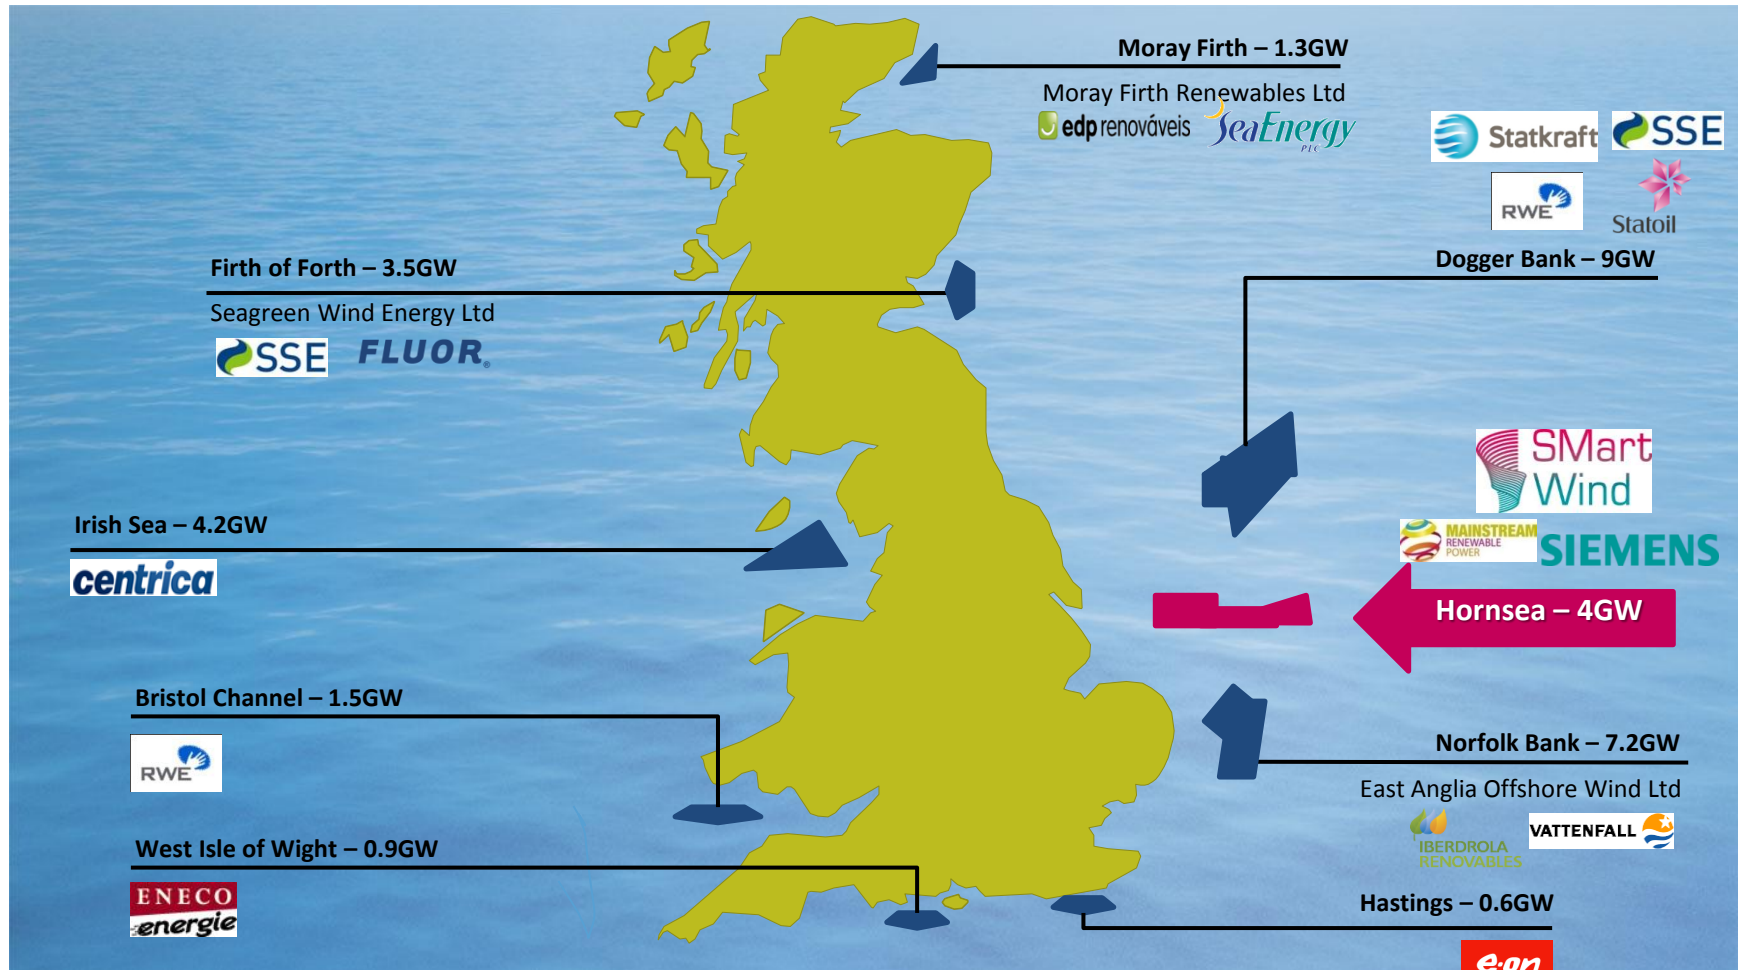 Moray Firth – 1.3GW
Moray Firth Renewables Ltd
edp renováveis
SeaEnergy
PLC
Statkraft
SSE
RWE
Statoil
Dogger Bank – 9GW
Firth of Forth – 3.5GW
Seagreen Wind Energy Ltd
SSE
FLUOR®
SMart
Wind
MAINSTREAM
RENEWABLE
POWER
SIEMENS
Hornsea – 4GW
Irish Sea – 4.2GW
centrica
Bristol Channel – 1.5GW
RWE
Norfolk Bank – 7.2GW
East Anglia Offshore Wind Ltd
IBERDROLA
RENOVABLES
VATTENFALL
West Isle of Wight – 0.9GW
ENECO
energie
Hastings – 0.6GW
e·on